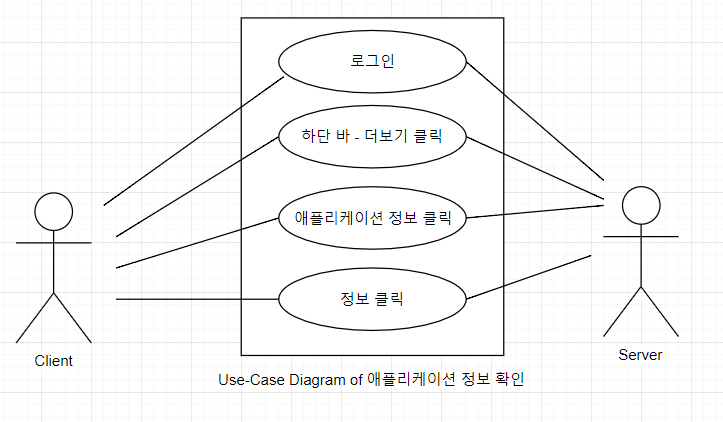 로그인
하단 바 - 더보기 클릭
애플리케이션 정보 클릭
정보 클릭
Client
Server
Use-Case Diagram of 애플리케이션 정보 확인